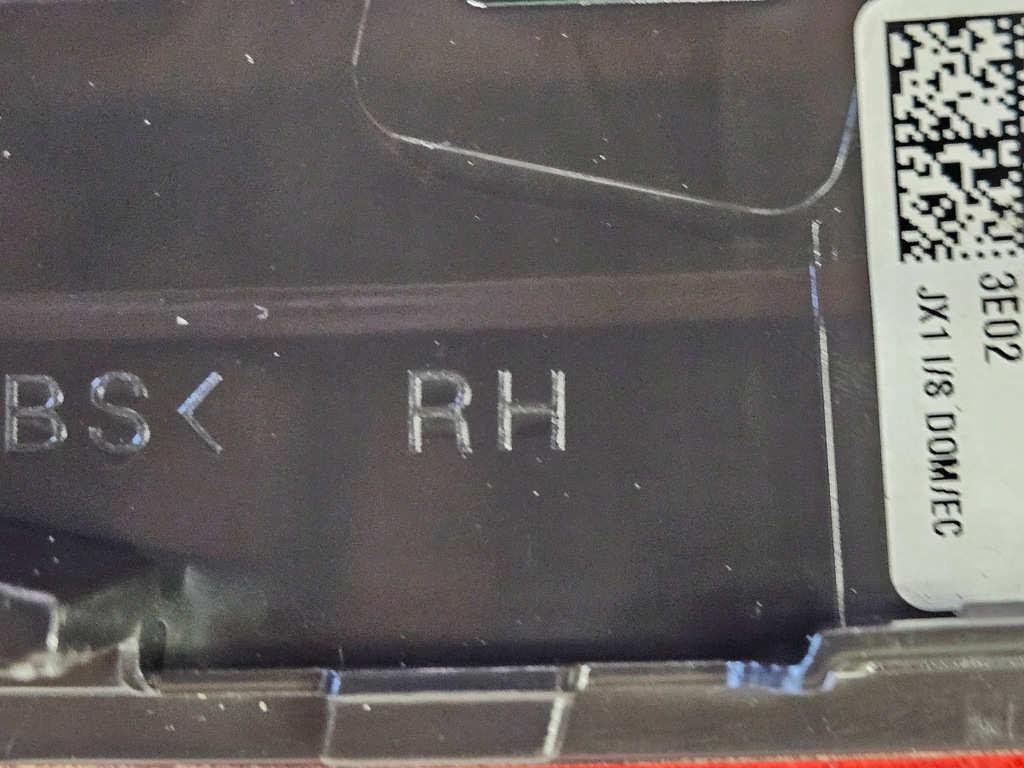 BS< RH
3E02
JX1 I/8 DOM/EC